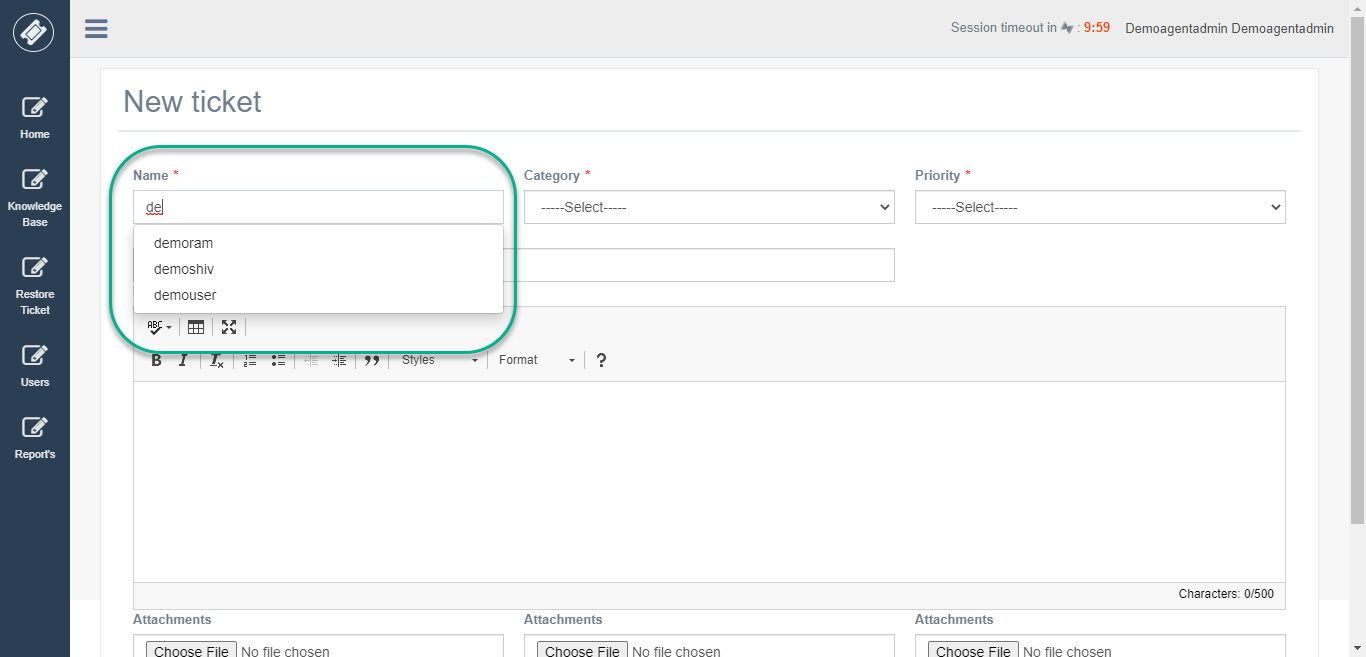 Session timeout in : 9:59 Demoagentadmin Demoagentadmin
Home
Knowledge
Base
Restore
Ticket
Users
Report's
New ticket
Name * Category * Priority *
de -----Select----- -----Select-----
demoram
demoshiv
demouser
ABC
B I Tx Styles Format ?
Characters: 0/500
Attachments Attachments Attachments
Choose File No file chosen Choose File No file chosen Choose File No file chosen